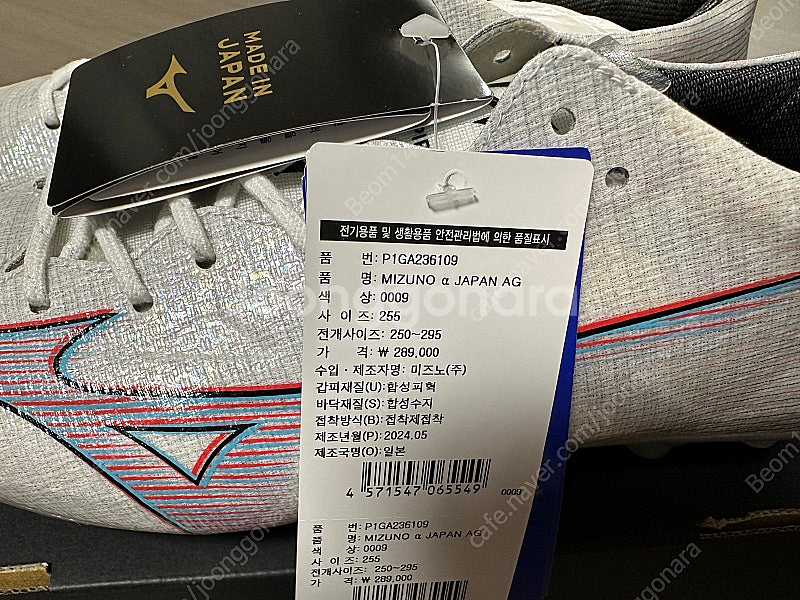 MADE IN
JAPAN
전기용품 및 생활용품 안전관리법에 의한 품질표시
품 번: P1GA236109
품 명: MIZUNO α JAPAN AG
색 상: 0009
사 이 즈: 255
전개사이즈: 250~295
가 격: ₩ 289,000
수입 · 제조자명: 미즈노(주)
갑피재질(U):합성피혁
바닥재질(S):합성수지
접착방식(B):접착제접착
제조년월(P):2024.05
제조국명(O):일본
4 571547 065549 0009
품 번: P1GA236109
품 명: MIZUNO α JAPAN AG
색 상: 0009
사 이 즈: 255
전개사이즈: 250~295
가 격: ₩ 289,000
joonggonara
cafe.naver.com/joonggonara